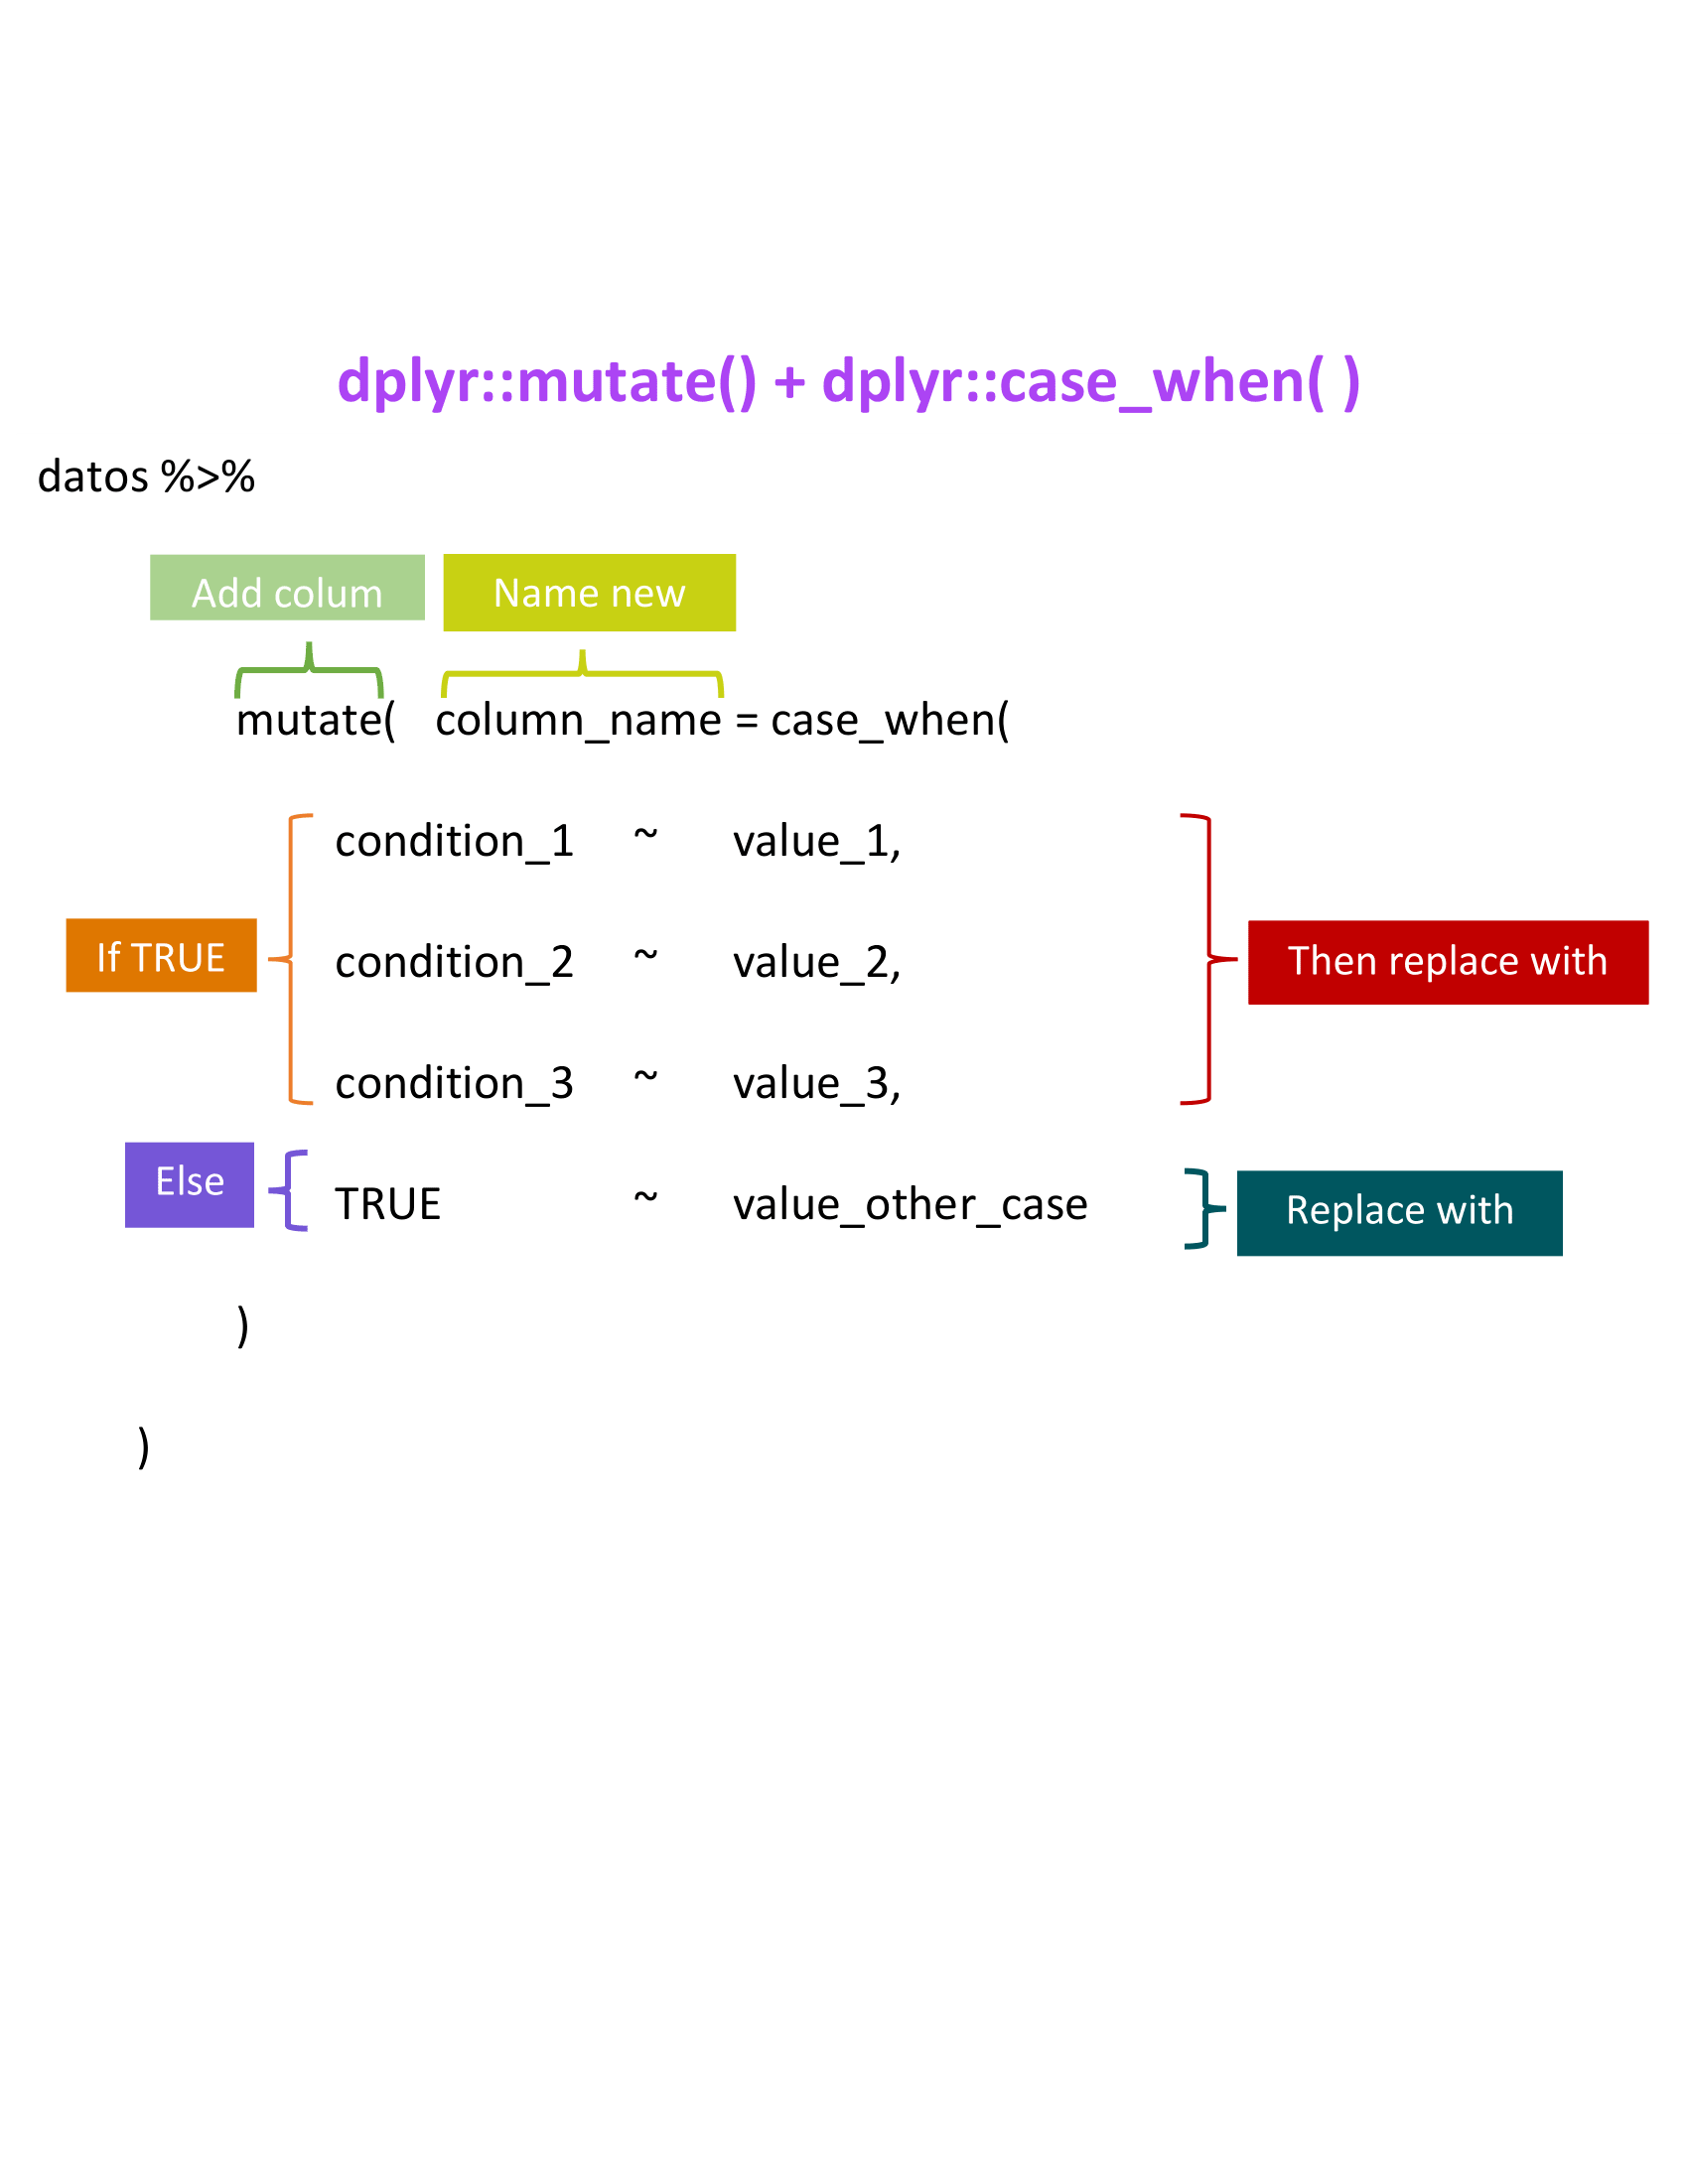 dplyr::mutate() + dplyr::case_when( )
datos %>%
Add colum
Name new
mutate( column_name = case_when(
condition_1 ~ value_1,
If TRUE
condition_2 ~ value_2,
Then replace with
condition_3 ~ value_3,
Else
TRUE ~ value_other_case
Replace with
)
)